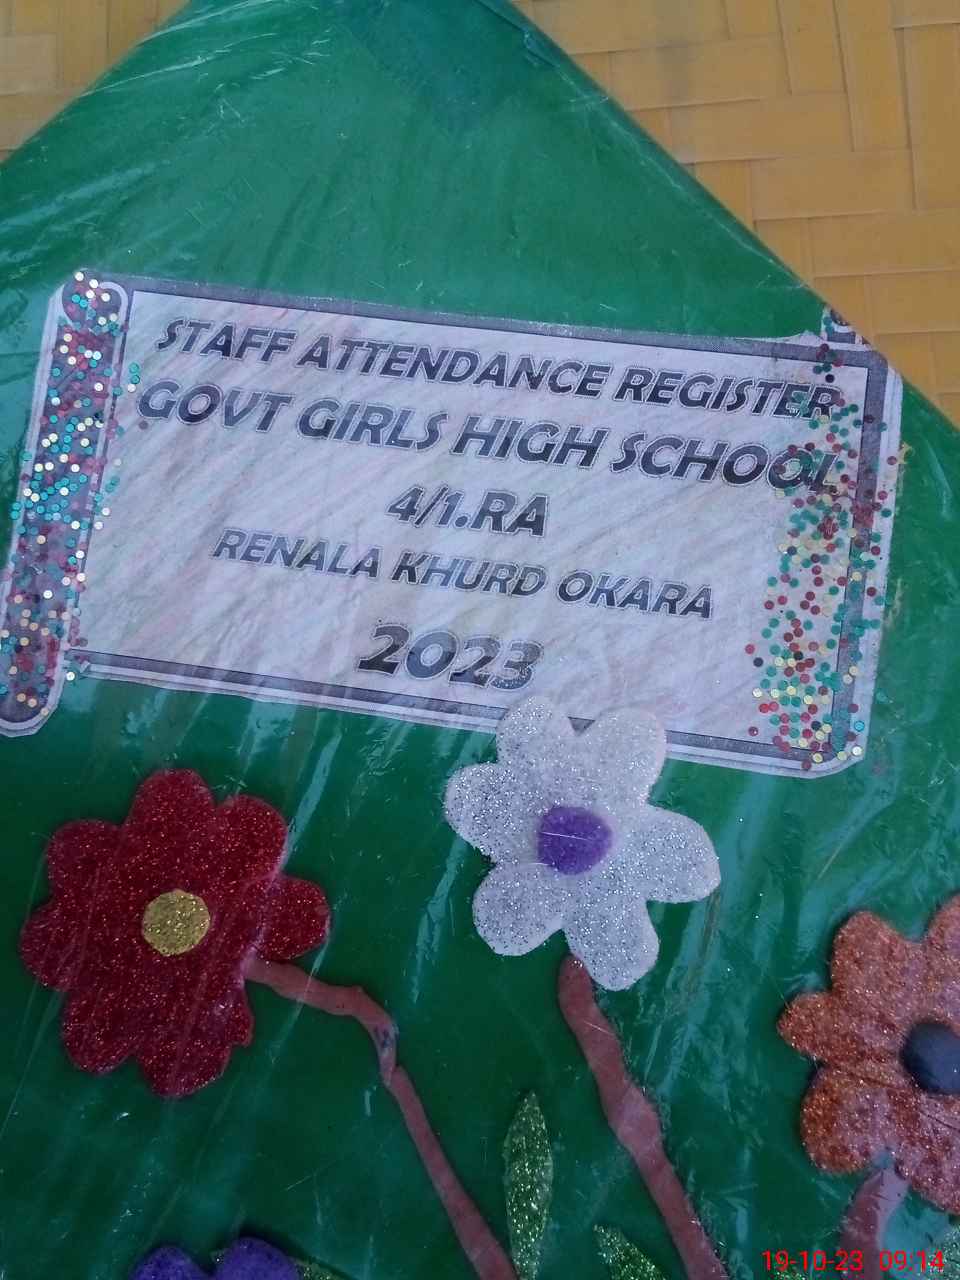 STAFF ATTENDANCE REGISTER
GOVT GIRLS HIGH SCHOOL
4/1.RA
RENALA KHURD OKARA
2023
19-10-23 09:14